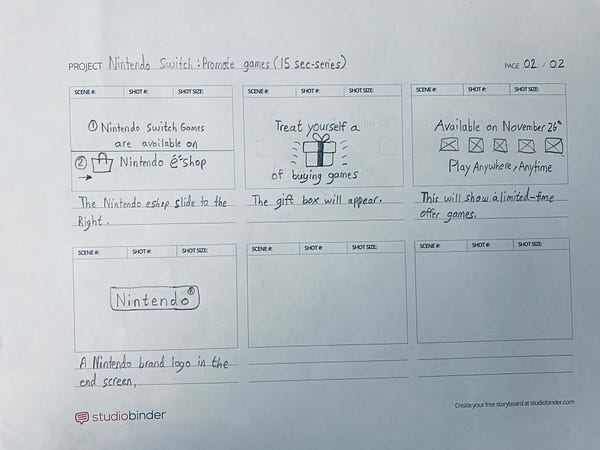 PROJECT Nintendo Switch: Promote games (15 sec-series)
PAGE 02 / 02
SCENE #: SHOT #: SHOT SIZE:
SCENE #: SHOT #: SHOT SIZE:
SCENE #: SHOT #: SHOT SIZE:
① Nintendo Switch Games
are available on
② Nintendo eshop
Treat yourself a
of buying games
Available on November 26th
Play Anywhere, Anytime
The Nintendo eshop slide to the
Right.
The gift box will appear.
This will show a limited-time
offer games.
SCENE #: SHOT #: SHOT SIZE:
SCENE #: SHOT #: SHOT SIZE:
SCENE #: SHOT #: SHOT SIZE:
Nintendo®
A Nintendo brand logo in the
end screen.
studiobinder
Create your free storyboard at studiobinder.com